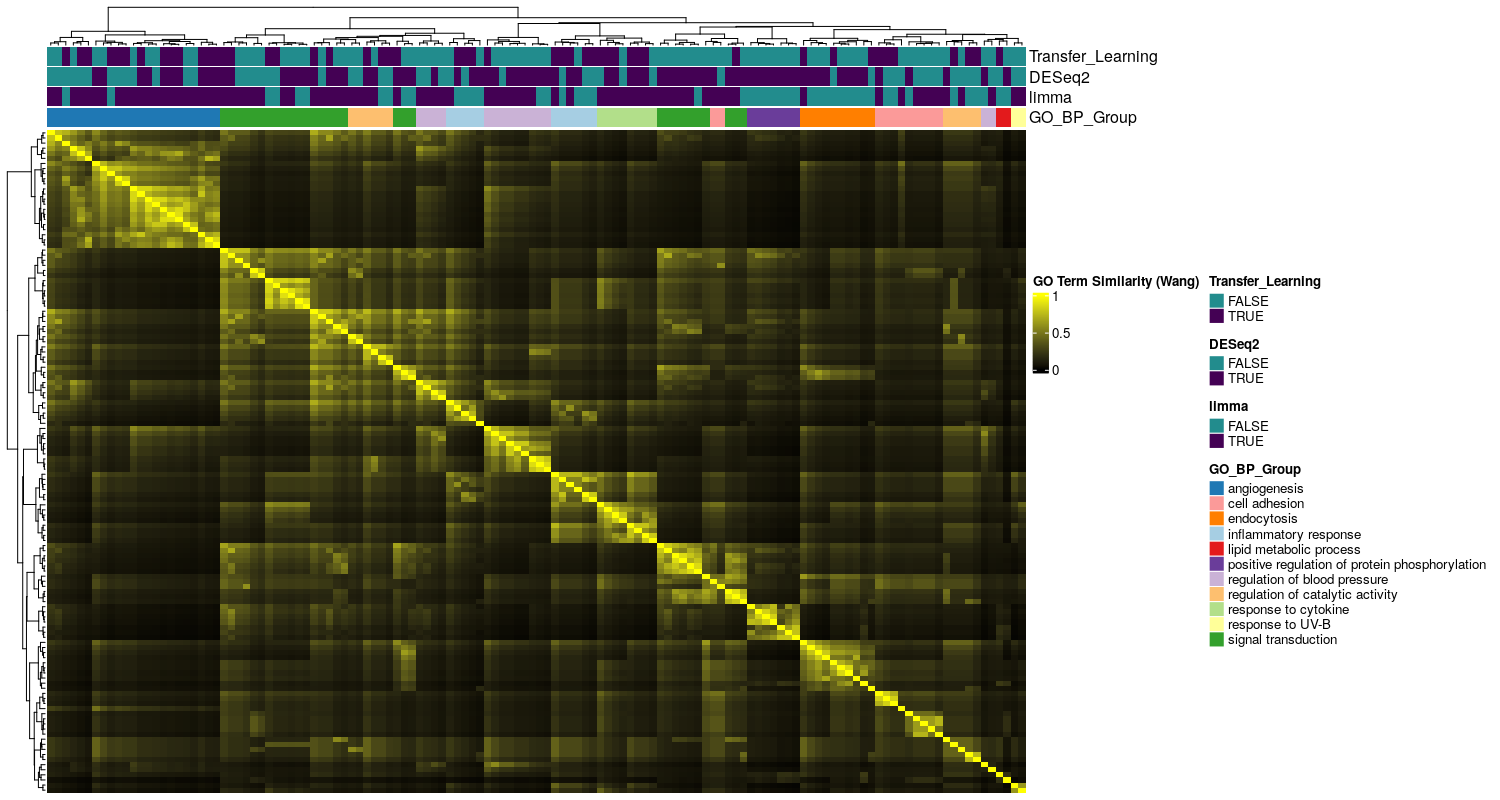 Transfer_Learning
DESeq2
limma
GO_BP_Group
GO Term Similarity (Wang)
1
0.5
0
Transfer_Learning
FALSE
TRUE
DESeq2
FALSE
TRUE
limma
FALSE
TRUE
GO_BP_Group
angiogenesis
cell adhesion
endocytosis
inflammatory response
lipid metabolic process
positive regulation of protein phosphorylation
regulation of blood pressure
regulation of catalytic activity
response to cytokine
response to UV-B
signal transduction